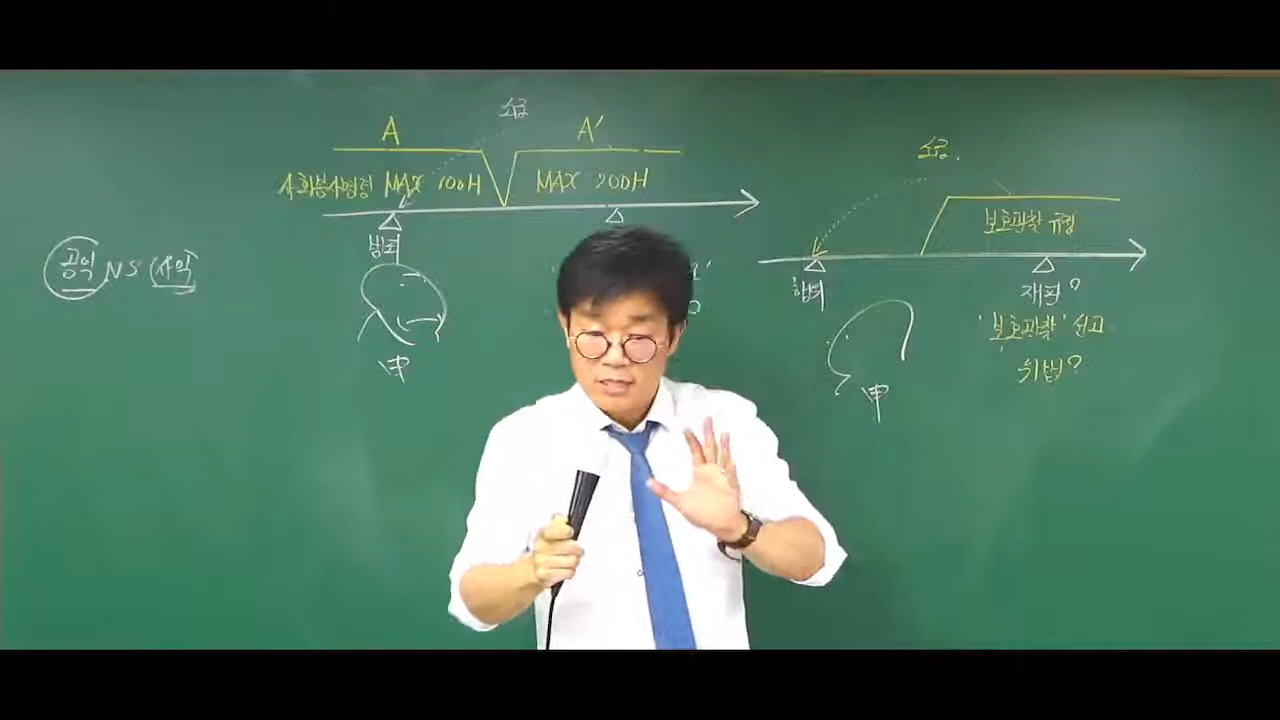 소급
A A'
사회봉사명령 MAX 100H MAX 200H
범죄
공익 VS 사익
甲
소급.
보호관찰 규정
범죄
재판?
'보호관찰' 선고
위법?
甲